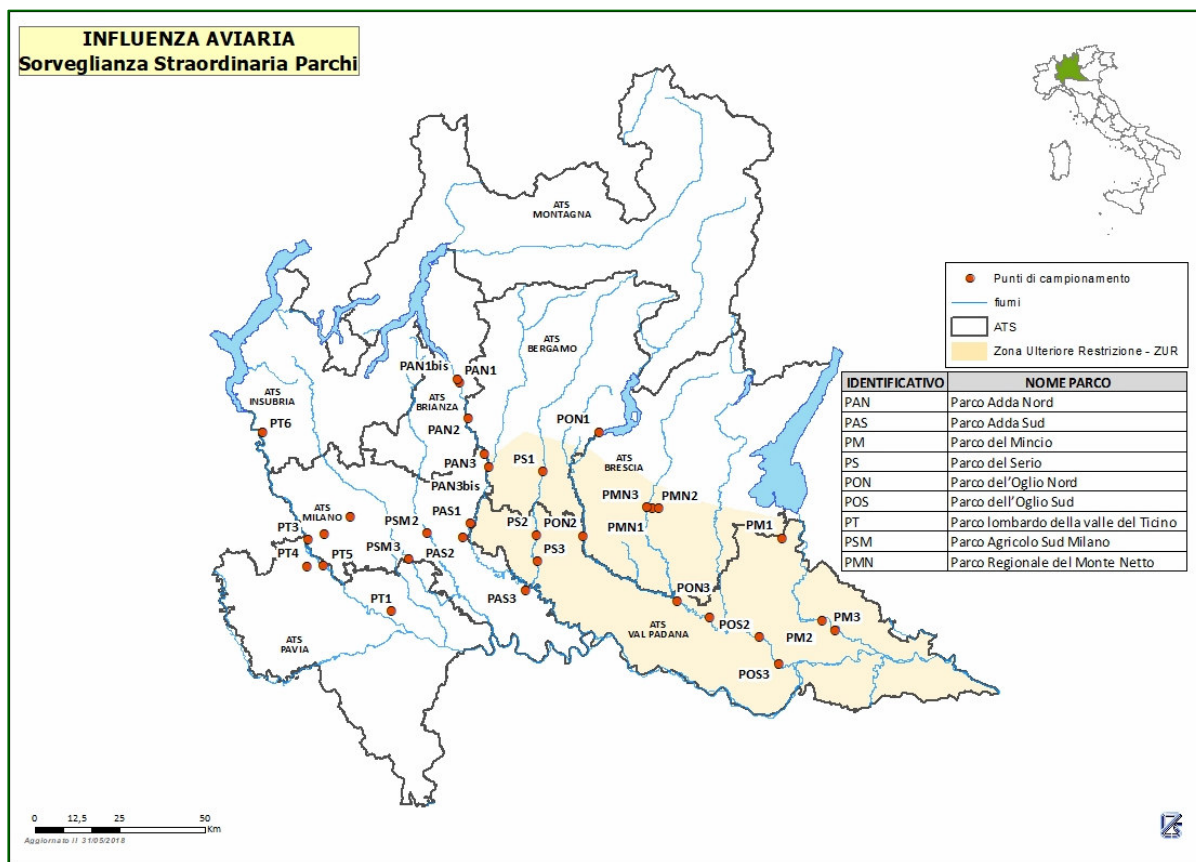 INFLUENZA AVIARIA
Sorveglianza Straordinaria Parchi
ATS
MONTAGNA
Punti di campionamento
fiumi
ATS
Zona Ulteriore Restrizione - ZUR
IDENTIFICATIVO NOME PARCO
PAN Parco Adda Nord
PAS Parco Adda Sud
PM Parco del Mincio
PS Parco del Serio
PON Parco del'Oglio Nord
POS Parco dell'Oglio Sud
PT Parco lombardo della valle del Ticino
PSM Parco Agricolo Sud Milano
PMN Parco Regionale del Monte Netto
ATS
BERGAMO
PAN1bis
PAN1
ATS
INSUBRIA
ATS
BRIANZA
PT6
PAN2
PON1
PAN3
PS1
ATS
BRESCIA
PAN3bis
PMN3
PMN2
ATS
MILANO
PAS1
PMN1
PT3
PSM2
PS2
PON2
PM1
PT4
PT5
PSM3
PAS2
PS3
PT1
PAS3
PON3
ATS
PAVIA
ATS
VAL PADANA
POS2
PM2
PM3
POS3
0 12,5 25 50
Km
Aggiornato il 31/05/2018